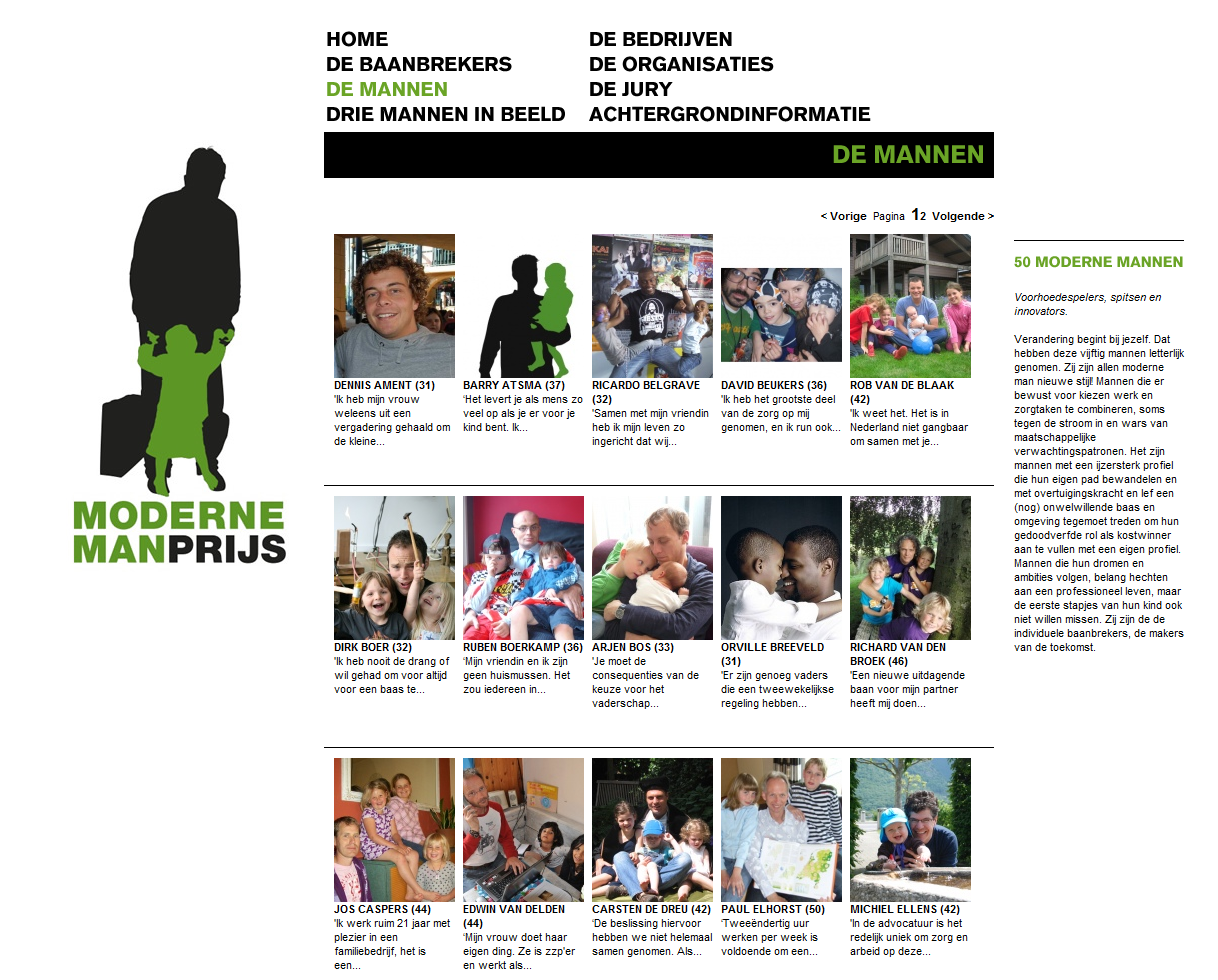 HOME
DE BAANBREKERS
DE MANNEN
DRIE MANNEN IN BEELD
DE BEDRIJVEN
DE ORGANISATIES
DE JURY
ACHTERGRONDINFORMATIE
DE MANNEN
MODERNE
MANPRIJS
< Vorige Pagina 12 Volgende >
DENNIS AMENT (31)
'Ik heb mijn vrouw
weleens uit een
vergadering gehaald om
de kleine...
BARRY ATSMA (37)
‘Het levert je als mens zo
veel op als je er voor je
kind bent. Ik...
RICARDO BELGRAVE
(32)
'Samen met mijn vriendin
heb ik mijn leven zo
ingericht dat wij...
DAVID BEUKERS (36)
'Ik heb het grootste deel
van de zorg op mij
genomen, en ik run ook...
ROB VAN DE BLAAK
(42)
'Ik weet het. Het is in
Nederland niet gangbaar
om samen met je...
DIRK BOER (32)
'Ik heb nooit de drang of
wil gehad om voor altijd
voor een baas te...
RUBEN BOERKAMP (36)
‘Mijn vriendin en ik zijn
geen huismussen. Het
zou iedereen in...
ARJEN BOS (33)
'Je moet de
consequenties van de
keuze voor het
vaderschap...
ORVILLE BREEVELD
(31)
'Er zijn genoeg vaders
die een tweewekelijkse
regeling hebben...
RICHARD VAN DEN
BROEK (46)
'Een nieuwe uitdagende
baan voor mijn partner
heeft mij doen...
JOS CASPERS (44)
'Ik werk ruim 21 jaar met
plezier in een
familiebedrijf, het is
een...
EDWIN VAN DELDEN
(44)
‘Mijn vrouw doet haar
eigen ding. Ze is zzp'er
en werkt als...
CARSTEN DE DREU (42)
‘De beslissing hiervoor
hebben we niet helemaal
samen genomen. Als...
PAUL ELHORST (50)
‘Tweeëndertig uur
werken per week is
voldoende om een...
MICHIEL ELLENS (42)
'In de advocatuur is het
redelijk uniek om zorg en
arbeid op deze...
50 MODERNE MANNEN
Voorhoedespelers, spitsen en
innovators.
Verandering begint bij jezelf. Dat
hebben deze vijftig mannen letterlijk
genomen. Zij zijn allen moderne
man nieuwe stijl! Mannen die er
bewust voor kiezen werk en
zorgtaken te combineren, soms
tegen de stroom in en wars van
maatschappelijke
verwachtingspatronen. Het zijn
mannen met een ijzersterk profiel
die hun eigen pad bewandelen en
met overtuigingskracht en lef een
(nog) onwelwillende baas en
omgeving tegemoet treden om hun
gedoodverfde rol als kostwinner
aan te vullen met een eigen profiel.
Mannen die hun dromen en
ambities volgen, belang hechten
aan een professioneel leven, maar
de eerste stapjes van hun kind ook
niet willen missen. Zij zijn de de
individuele baanbrekers, de makers
van de toekomst.